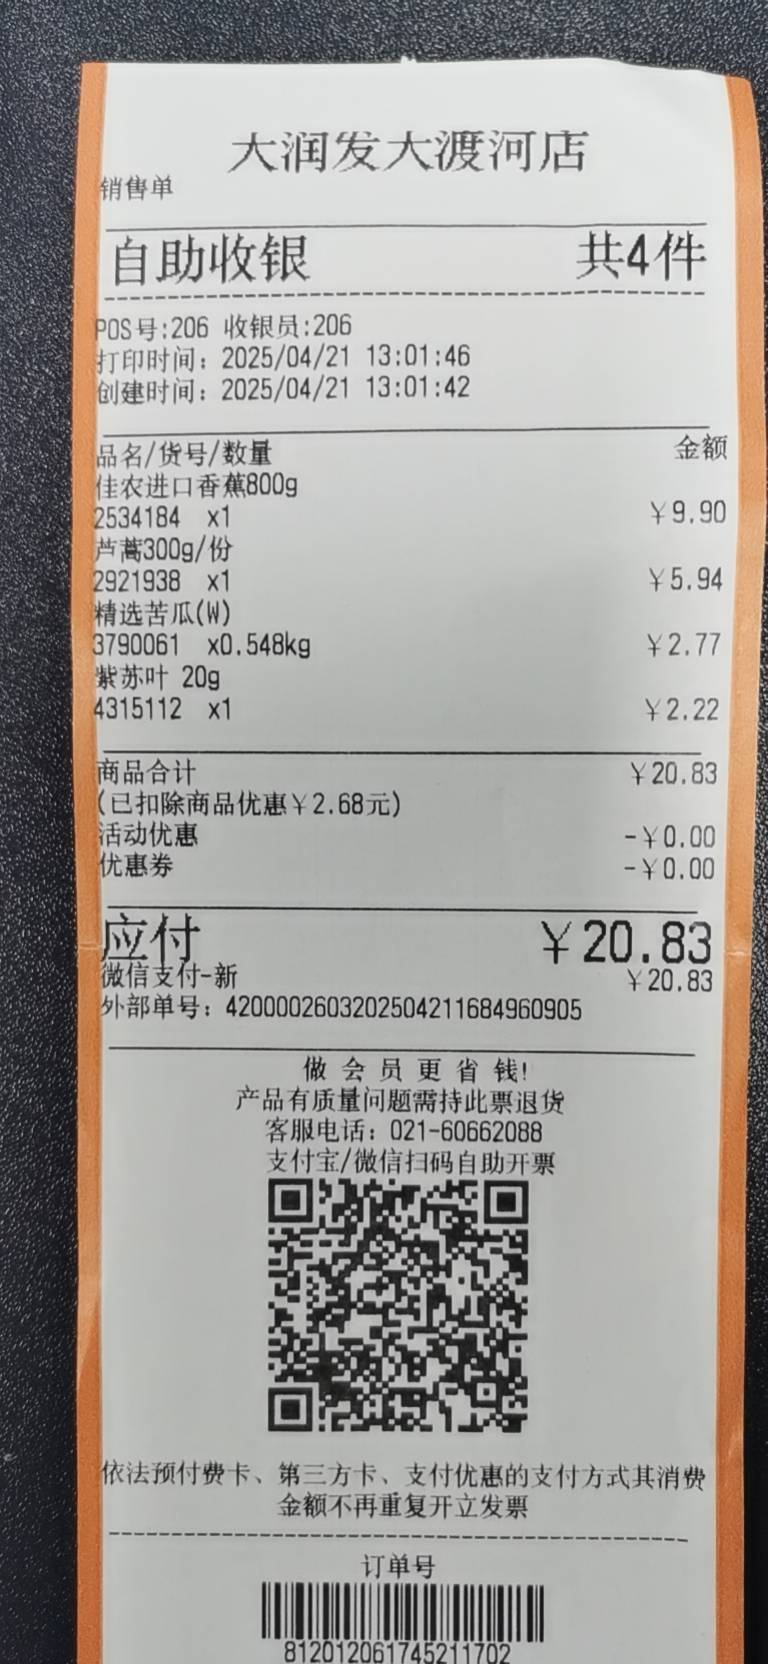 大润发大渡河店
销售单
自助收银 共4件
POS号:206 收银员:206
打印时间: 2025/04/21 13:01:46
创建时间: 2025/04/21 13:01:42
品名/货号/数量 金额
佳农进口香蕉800g
2534184 x1 ￥9.90
芦蒿300g/份
2921938 x1 ￥5.94
精选苦瓜(W)
3790061 x0.548kg ￥2.77
紫苏叶 20g
4315112 x1 ￥2.22
商品合计 ￥20.83
(已扣除商品优惠￥2.68元)
活动优惠 -￥0.00
优惠券 -￥0.00
应付 ￥20.83
微信支付-新 ￥20.83
外部单号: 4200002603202504211684960905
做会员更省钱!
产品有质量问题需持此票退货
客服电话: 021-60662088
支付宝/微信扫码自助开票
依法预付费卡、第三方卡、支付优惠的支付方式其消费
金额不再重复开立发票
订单号
812012061745211702